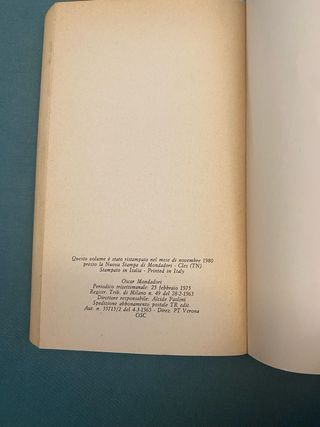 Questo volume è stato ristampato nel mese di novembre 1980
presso la Nuova Stampa di Mondadori - Cles (TN)
Stampato in Italia - Printed in Italy
Oscar Mondadori
Periodico trisettimanale: 25 febbraio 1975
Registr. Trib. di Milano n. 49 del 28-2-1965
Direttore responsabile: Alcide Paolini
Spedizione abbonamento postale TR edit.
Aut. n. 55715/2 del 4-3-1965 - Direz. PT Verona
OSC